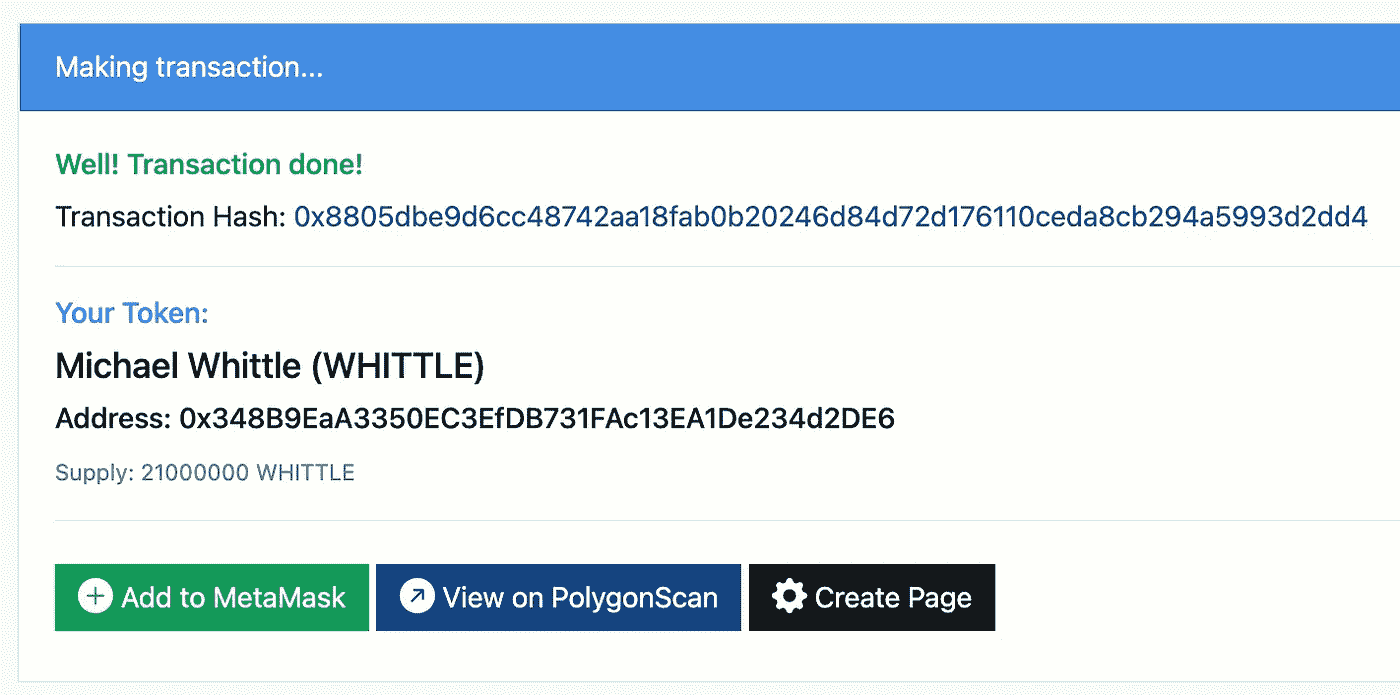 Making transaction...
Well! Transaction done!
Transaction Hash: 0x8805dbe9d6cc48742aa18fab0b20246d84d72d176110ceda8cb294a5993d2dd4
Your Token:
Michael Whittle (WHITTLE)
Address: 0x348B9EaA3350EC3EfDB731FAc13EA1De234d2DE6
Supply: 21000000 WHITTLE
Add to MetaMask
View on PolygonScan
Create Page